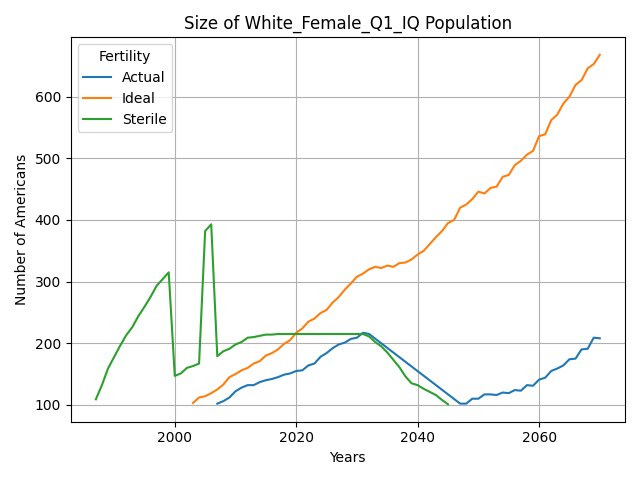 Size of White_Female_Q1_IQ Population
Fertility
Actual
Ideal
Sterile
Number of Americans
600
500
400
300
200
100
2000
2020
2040
2060
Years